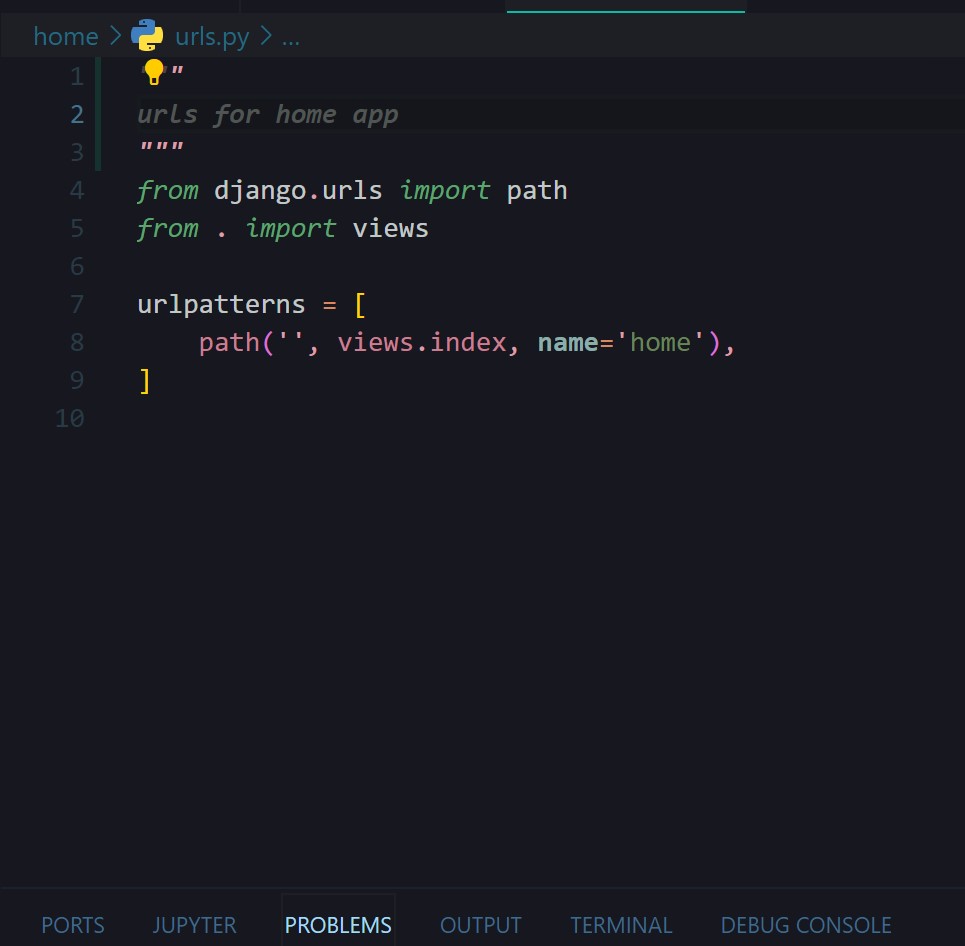 home > urls.py > ...
1 """
2 urls for home app
3 """
4 from django.urls import path
5 from . import views
6
7 urlpatterns = [
8     path('', views.index, name='home'),
9 ]
10
PORTS JUPYTER PROBLEMS OUTPUT TERMINAL DEBUG CONSOLE